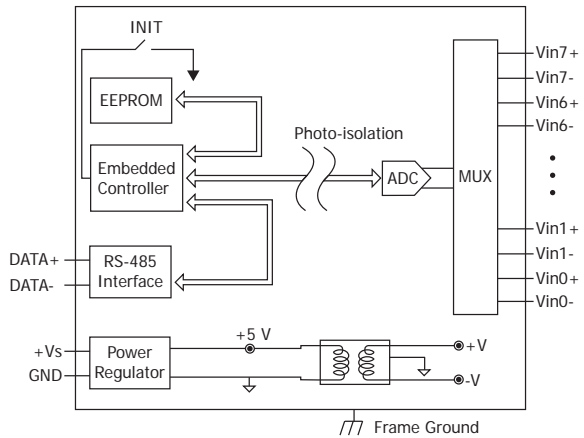 INIT
EEPROM
Embedded
Controller
Photo-isolation
ADC
MUX
Vin7+
Vin7-
Vin6+
Vin6-
Vin1+
Vin1-
Vin0+
Vin0-
DATA+
DATA-
RS-485
Interface
+Vs
GND
Power
Regulator
+5 V
+V
-V
Frame Ground